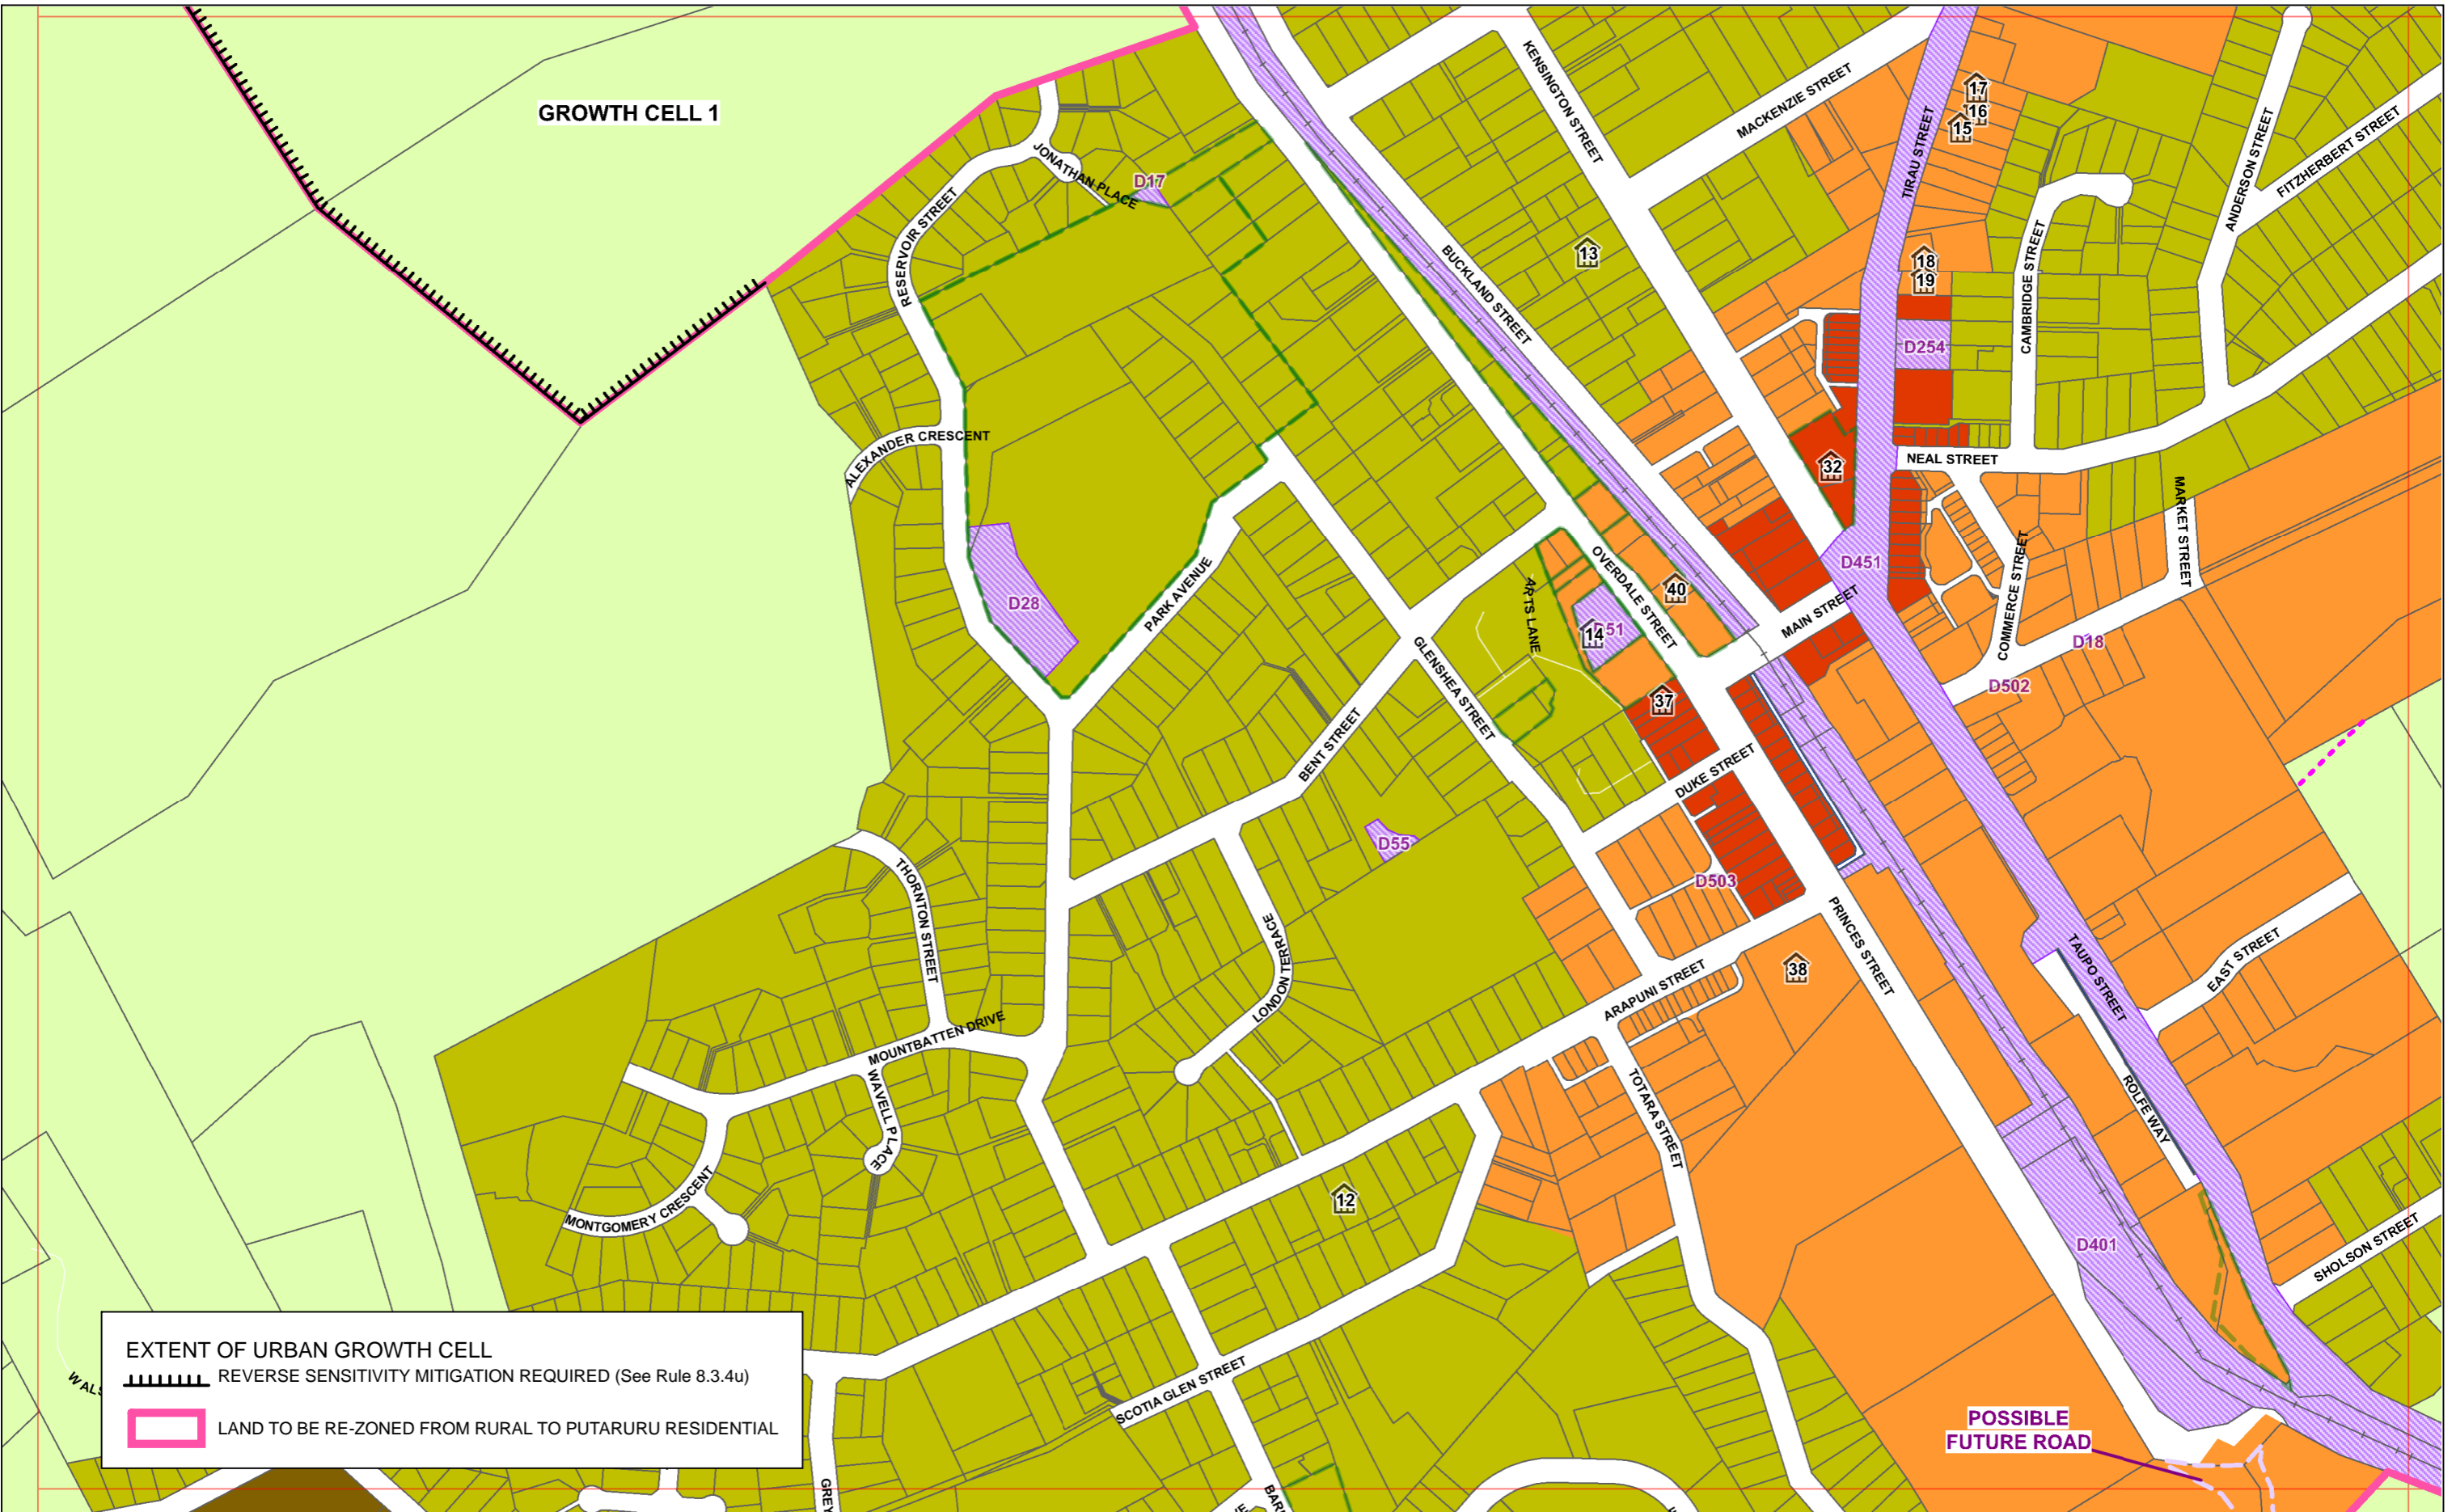 GROWTH CELL 1
KENSINGTON STREET
MACKENZIE STREET
TIRAU STREET
17
16
15
ANDERSON STREET
FITZHERBERT STREET
JONATHAN PLACE
D17
RESERVOIR STREET
BUCKLAND STREET
13
18
19
CAMBRIDGE STREET
D254
ALEXANDER CRESCENT
32
NEAL STREET
MARKET STREET
D28
PARK AVENUE
ARTS LANE
OVERDALE STREET
40
D451
MAIN STREET
COMMERCE STREET
14
D51
D18
D502
GLENSHEA STREET
37
BENT STREET
DUKE STREET
D55
D503
THORNTON STREET
PRINCES STREET
LONDON TERRACE
38
ARAPUNI STREET
TAUPO STREET
EAST STREET
MOUNTBATTEN DRIVE
WAVELL PLACE
TOTARA STREET
ROLFE WAY
MONTGOMERY CRESCENT
12
D401
SHOLSON STREET
EXTENT OF URBAN GROWTH CELL
REVERSE SENSITIVITY MITIGATION REQUIRED (See Rule 8.3.4u)
LAND TO BE RE-ZONED FROM RURAL TO PUTARURU RESIDENTIAL
WALS
SCOTIA GLEN STREET
POSSIBLE
FUTURE ROAD
GREY